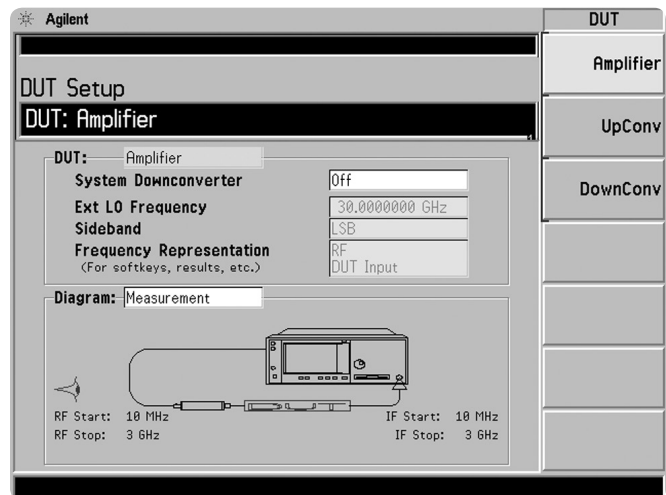 Agilent
DUT
DUT Setup
DUT: Amplifier
DUT: Amplifier
System Downconverter Off
Ext LO Frequency 30.0000000 GHz
Sideband LSB
Frequency Representation RF
(For softkeys, results, etc.) DUT Input
Diagram: Measurement
RF Start: 10 MHz IF Start: 10 MHz
RF Stop: 3 GHz IF Stop: 3 GHz
Amplifier
UpConv
DownConv